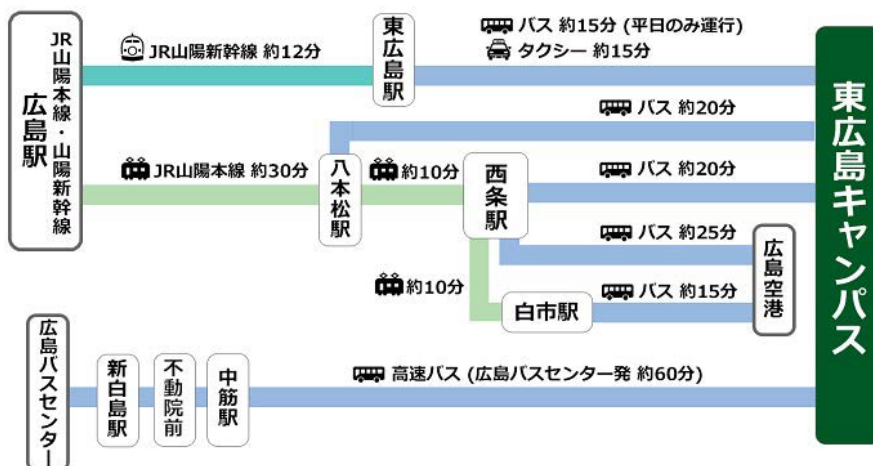 JR山陽本線・山陽新幹線
広島駅
JR山陽新幹線 約12分
東広島駅
バス 約15分 (平日のみ運行)
タクシー 約15分
バス 約20分
JR山陽本線 約30分
八本松駅
約10分
西条駅
バス 約20分
バス 約25分
約10分
白市駅
バス 約15分
広島空港
東広島キャンパス
広島バスセンター
新白島駅
不動院前
中筋駅
高速バス (広島バスセンター発 約60分)